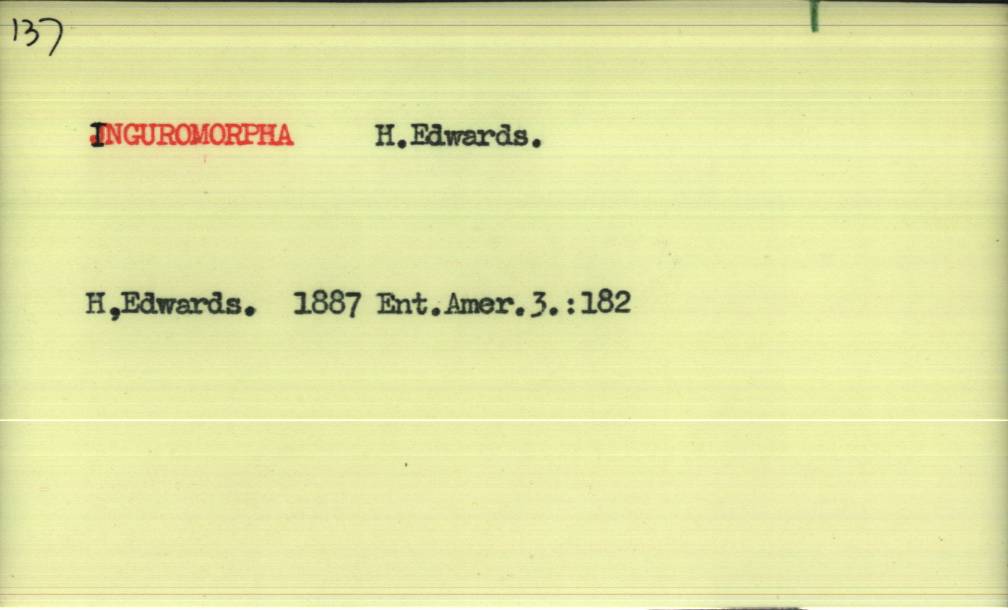 137
INGUROMORPHA H.Edwards.
H,Edwards. 1887 Ent.Amer.3.:182